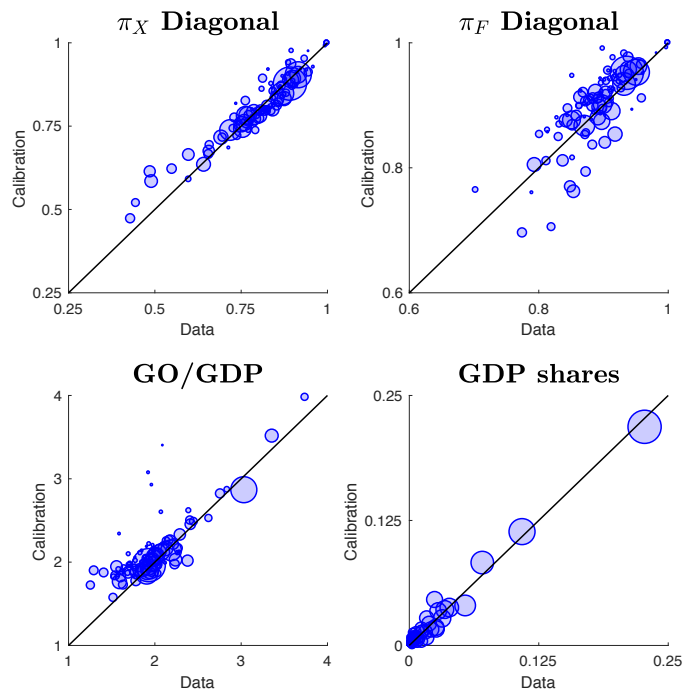 π_X Diagonal
1
0.75
0.5
0.25
0.25 0.5 0.75 1
Calibration
Data
π_F Diagonal
1
0.8
0.6
0.6 0.8 1
Calibration
Data
GO/GDP
4
3
2
1
1 2 3 4
Calibration
Data
GDP shares
0.25
0.125
0
0 0.125 0.25
Calibration
Data